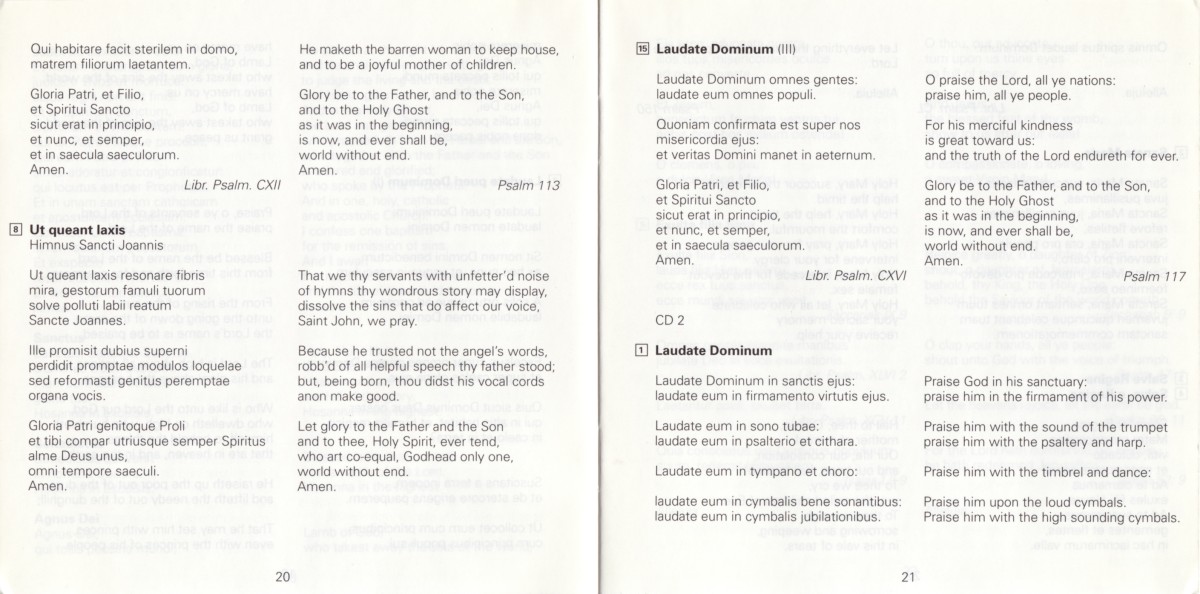 Qui habitare facit sterilem in domo,
matrem filiorum laetantem.
Gloria Patri, et Filio,
et Spiritui Sancto
sicut erat in principio,
et nunc, et semper,
et in saecula saeculorum.
Amen.
Libr. Psalm. CXII
He maketh the barren woman to keep house,
and to be a joyful mother of children.
Glory be to the Father, and to the Son,
and to the Holy Ghost
as it was in the beginning,
is now, and ever shall be,
world without end.
Amen.
Psalm 113
8 Ut queant laxis
Himnus Sancti Joannis
Ut queant laxis resonare fibris
mira, gestorum famuli tuorum
solve polluti labii reatum
Sancte Joannes.
Ille promisit dubius superni
perdidit promptae modulos loquelae
sed reformasti genitus peremptae
organa vocis.
Gloria Patri genitoque Proli
et tibi compar utriusque semper Spiritus
alme Deus unus,
omni tempore saeculi.
Amen.
That we thy servants with unfetter'd noise
of hymns thy wondrous story may display,
dissolve the sins that do affect our voice,
Saint John, we pray.
Because he trusted not the angel's words,
robb'd of all helpful speech thy father stood;
but, being born, thou didst his vocal cords
anon make good.
Let glory to the Father and the Son
and to thee, Holy Spirit, ever tend,
who art co-equal, Godhead only one,
world without end.
Amen.
20
15 Laudate Dominum (III)
Laudate Dominum omnes gentes:
laudate eum omnes populi.
Quoniam confirmata est super nos
misericordia ejus:
et veritas Domini manet in aeternum.
Gloria Patri, et Filio,
et Spiritui Sancto
sicut erat in principio,
et nunc, et semper,
et in saecula saeculorum.
Amen.
Libr. Psalm. CXVI
O praise the Lord, all ye nations:
praise him, all ye people.
For his merciful kindness
is great toward us:
and the truth of the Lord endureth for ever.
Glory be to the Father, and to the Son,
and to the Holy Ghost
as it was in the beginning,
is now, and ever shall be,
world without end.
Amen.
Psalm 117
CD 2
1 Laudate Dominum
Laudate Dominum in sanctis ejus:
laudate eum in firmamento virtutis ejus.
Laudate eum in sono tubae:
laudate eum in psalterio et cithara.
Laudate eum in tympano et choro:
laudate eum in cymbalis bene sonantibus:
laudate eum in cymbalis jubilationibus.
Praise God in his sanctuary:
praise him in the firmament of his power.
Praise him with the sound of the trumpet
praise him with the psaltery and harp.
Praise him with the timbrel and dance:
Praise him upon the loud cymbals.
Praise him with the high sounding cymbals.
21